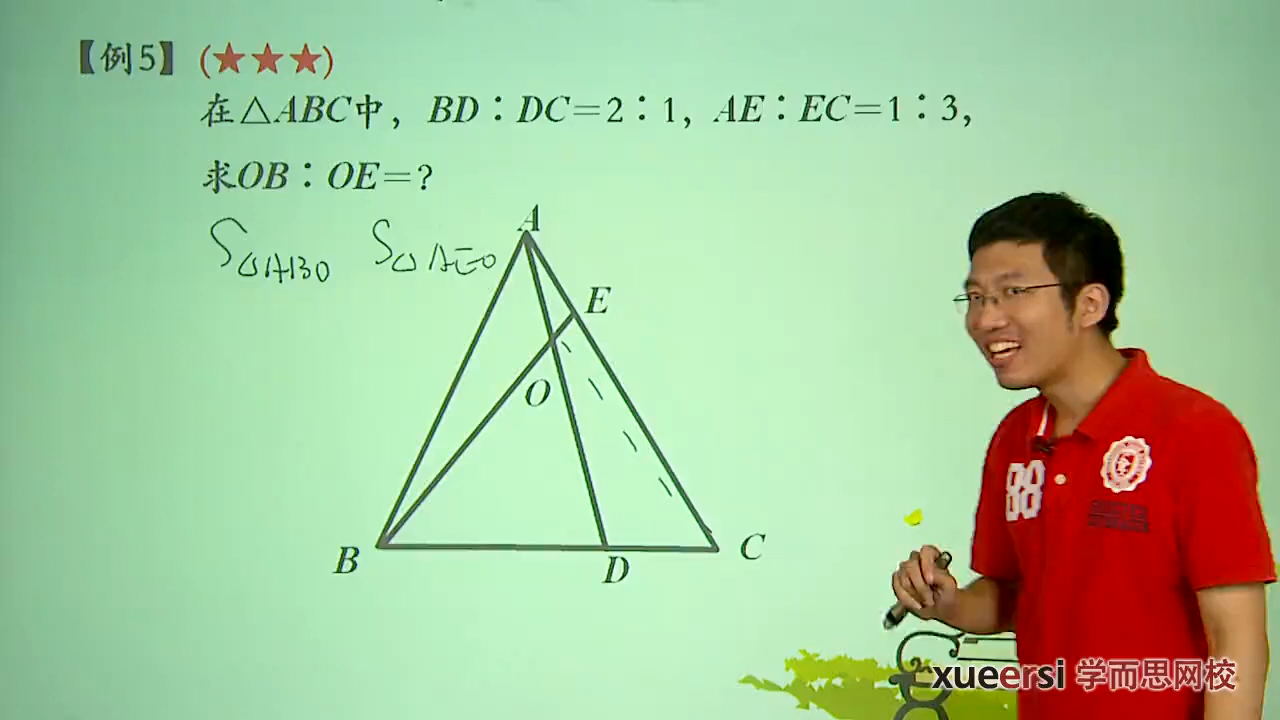 【例5】(★★★)
在△ABC中，BD：DC=2：1，AE：EC=1：3，
求OB：OE=?
S△ABO S△AEO
A
E
O
B
D
C
88
xueersi 学而思网校